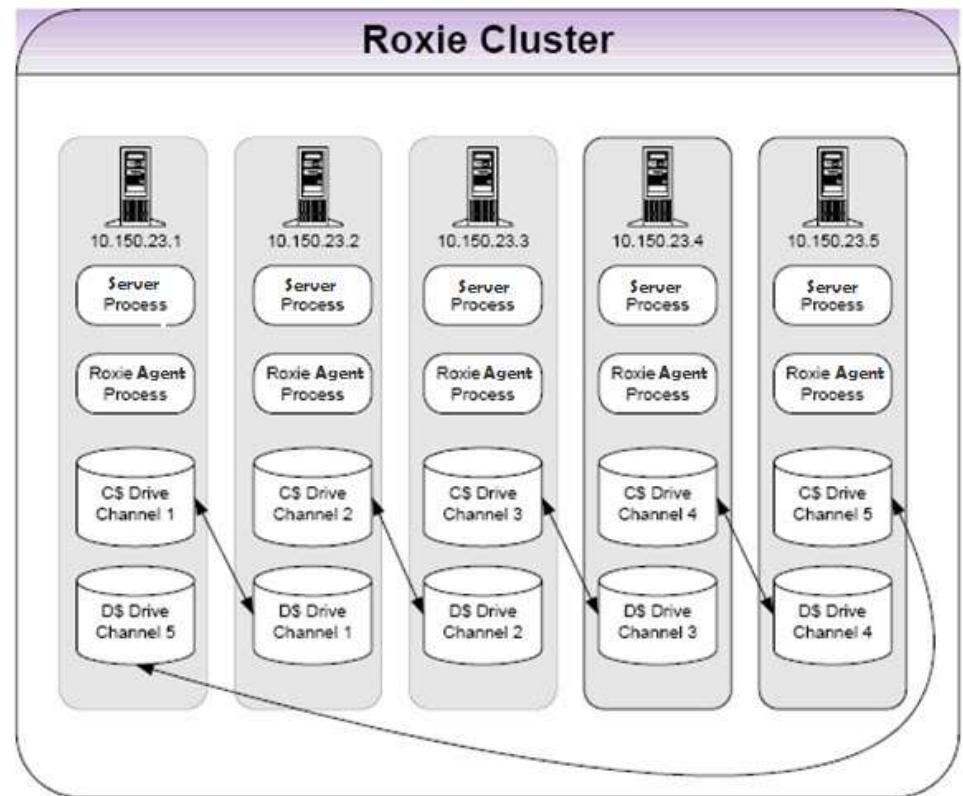 Roxie Cluster
10.150.23.1
10.150.23.2
10.150.23.3
10.150.23.4
10.150.23.5
Server
Process
Server
Process
Server
Process
Server
Process
Server
Process
Roxie Agent
Process
Roxie Agent
Process
Roxie Agent
Process
Roxie Agent
Process
Roxie Agent
Process
C$ Drive
Channel 1
C$ Drive
Channel 2
C$ Drive
Channel 3
C$ Drive
Channel 4
C$ Drive
Channel 5
D$ Drive
Channel 5
D$ Drive
Channel 1
D$ Drive
Channel 2
D$ Drive
Channel 3
D$ Drive
Channel 4